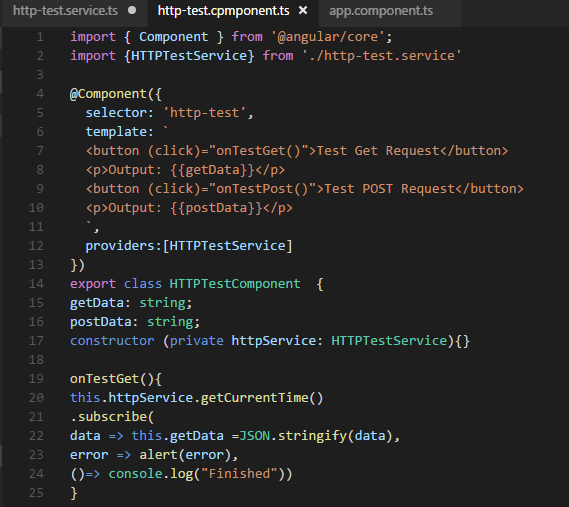 http-test.service.ts
http-test.cpmponent.ts
app.component.ts
1 import { Component } from '@angular/core';
2 import {HTTPTestService} from './http-test.service'
3
4 @Component({
5 selector: 'http-test',
6 template: `
7 <button (click)="onTestGet()">Test Get Request</button>
8 <p>Output: {{getData}}</p>
9 <button (click)="onTestPost()">Test POST Request</button>
10 <p>Output: {{postData}}</p>
11 `,
12 providers:[HTTPTestService]
13 })
14 export class HTTPTestComponent  {
15 getData: string;
16 postData: string;
17 constructor (private httpService: HTTPTestService){}
18
19 onTestGet(){
20 this.httpService.getCurrentTime()
21 .subscribe(
22 data => this.getData =JSON.stringify(data),
23 error => alert(error),
24 ()=> console.log("Finished"))
25 }